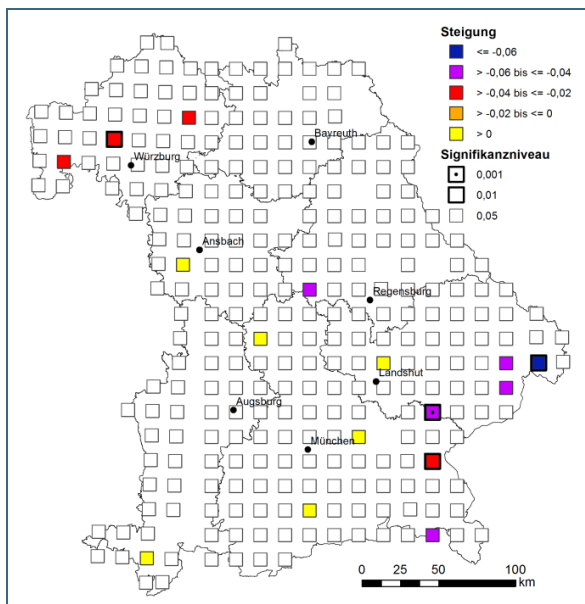 Steigung
<= -0,06
> -0,06 bis <= -0,04
> -0,04 bis <= -0,02
> -0,02 bis <= 0
> 0
Signifikanzniveau
0,001
0,01
0,05
Bayreuth
Würzburg
Ansbach
Regensburg
Landshut
Augsburg
München
0 25 50 100
km